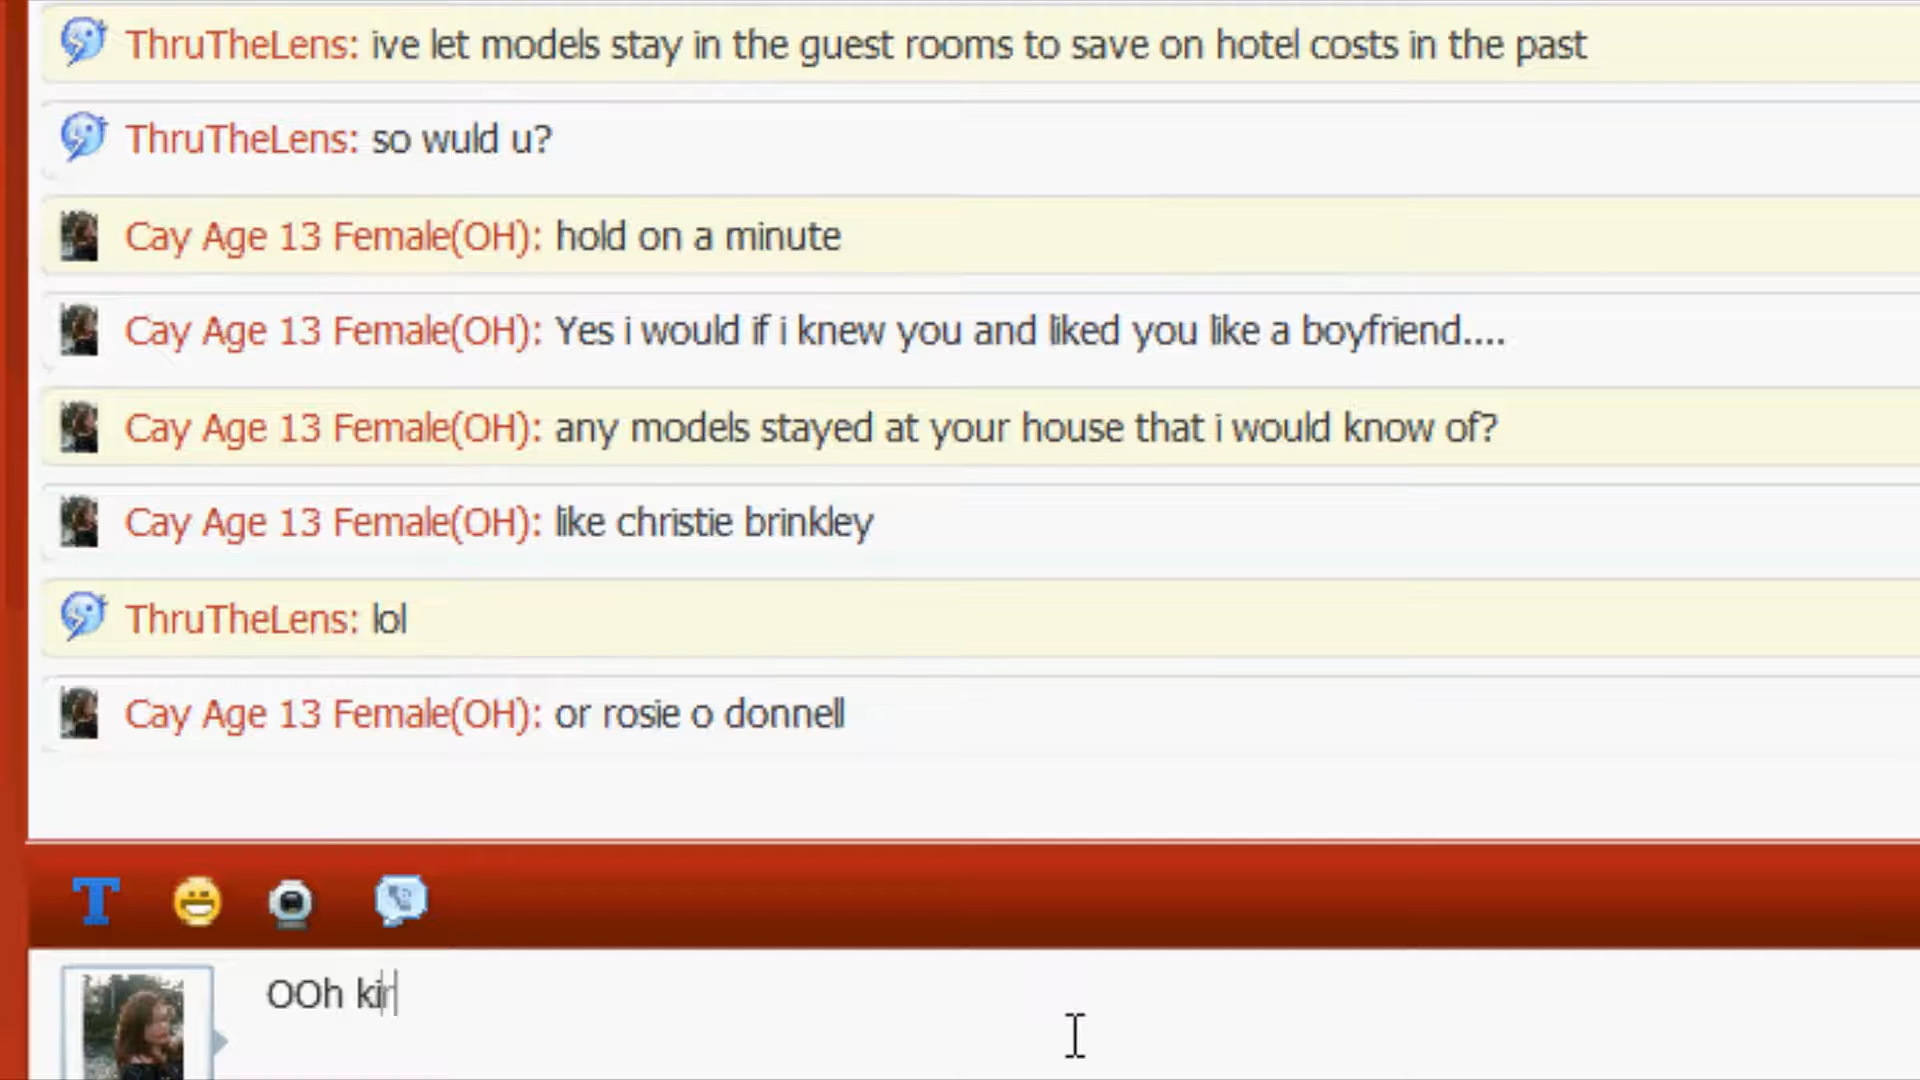 ThruTheLens: ive let models stay in the guest rooms to save on hotel costs in the past
ThruTheLens: so wuld u?
Cay Age 13 Female(OH): hold on a minute
Cay Age 13 Female(OH): Yes i would if i knew you and liked you like a boyfriend....
Cay Age 13 Female(OH): any models stayed at your house that i would know of?
Cay Age 13 Female(OH): like christie brinkley
ThruTheLens: lol
Cay Age 13 Female(OH): or rosie o donnell
T
OOh kir